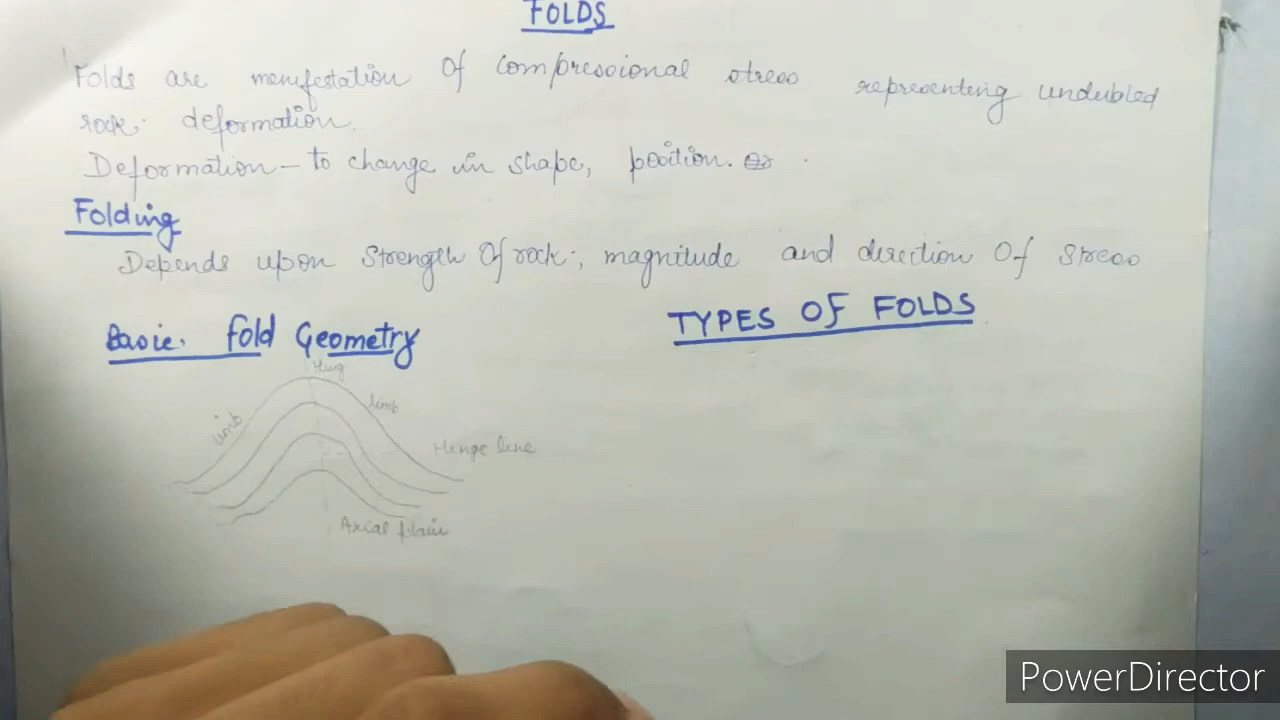 FOLDS
Folds are menifestation Of compressional stress representing undubled
rock. deformation.
Deformation - to change in shape, position.
Folding
Depends upon Strength Of rock, magnitude and direction Of stress
Basic fold Geometry
TYPES OF FOLDS
Hing
limb
limb
Henge line
Axial plain
PowerDirector